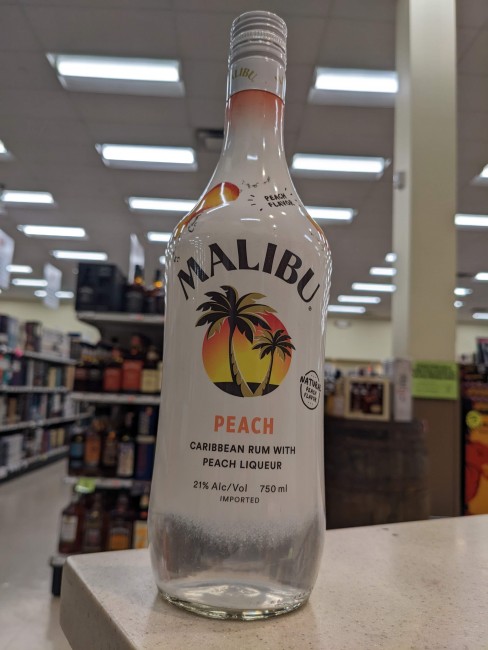 PEACH
FLAVOR
MALIBU
NATURAL
PEACH
FLAVOR
PEACH
CARIBBEAN RUM WITH
PEACH LIQUEUR
21% Alc/Vol 750 ml
IMPORTED